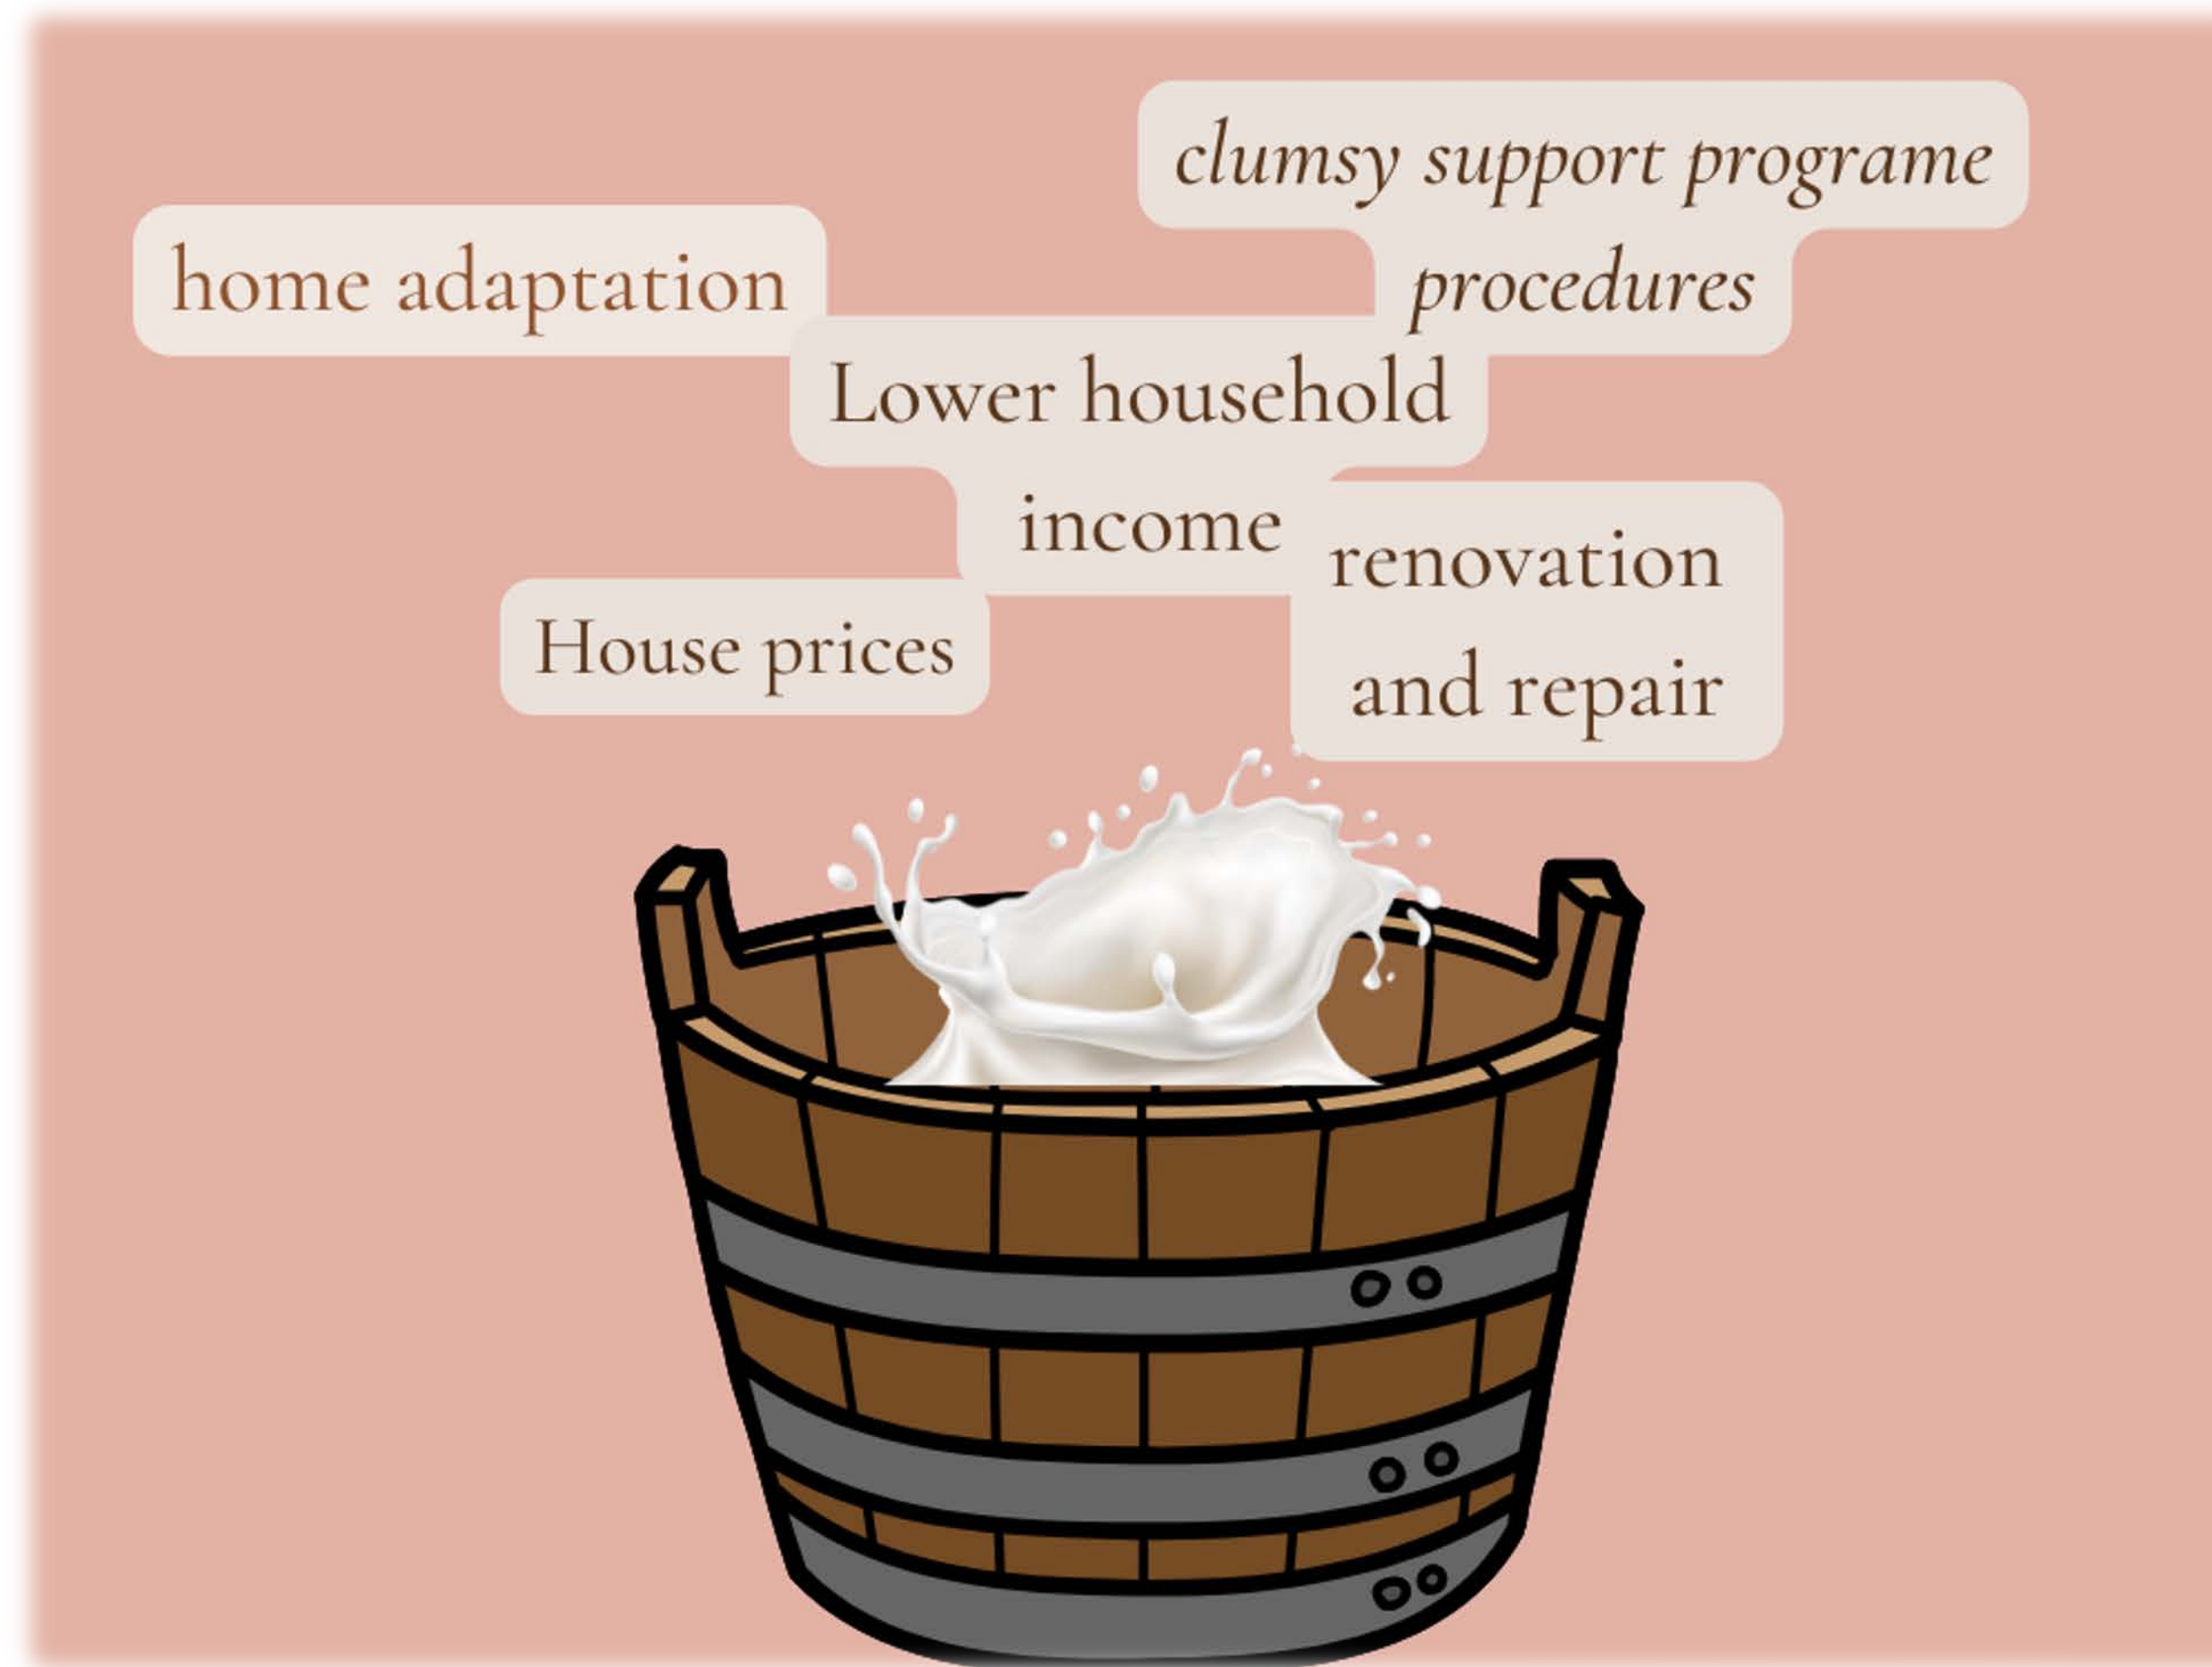 clumsy support programe
procedures
home adaptation
Lower household
income
renovation
and repair
House prices